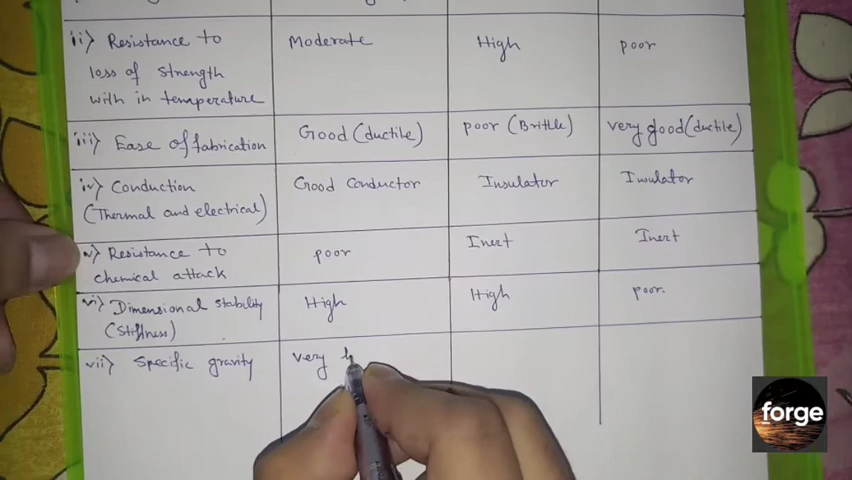 ii) Resistance to
loss of strength
with in temperature
Moderate
High
poor
iii) Ease of fabrication
Good (ductile)
poor (Brittle)
very good (ductile)
iv) Conduction
(Thermal and electrical)
Good Conductor
Insulator
Insulator
v) Resistance to
chemical attack
poor
Inert
Inert
vi) Dimensional stability
(Stiffness)
High
High
poor.
vii) Specific gravity
very h
forge